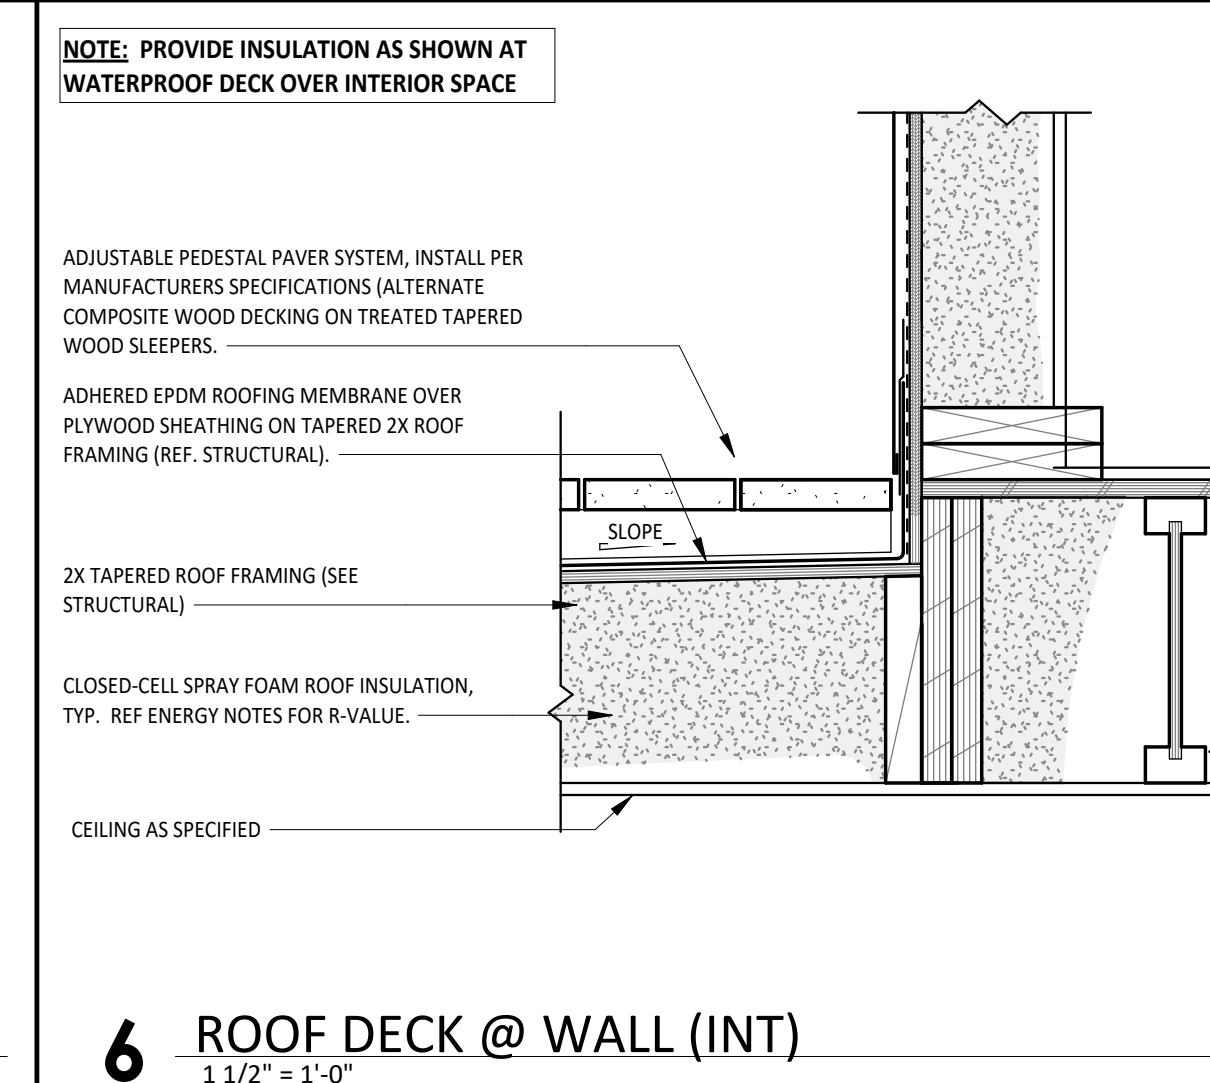 NOTE: PROVIDE INSULATION AS SHOWN AT
WATERPROOF DECK OVER INTERIOR SPACE
ADJUSTABLE PEDESTAL PAVER SYSTEM, INSTALL PER
MANUFACTURERS SPECIFICATIONS (ALTERNATE
COMPOSITE WOOD DECKING ON TREATED TAPERED
WOOD SLEEPERS.
ADHERED EPDM ROOFING MEMBRANE OVER
PLYWOOD SHEATHING ON TAPERED 2X ROOF
FRAMING (REF. STRUCTURAL).
SLOPE
2X TAPERED ROOF FRAMING (SEE
STRUCTURAL)
CLOSED-CELL SPRAY FOAM ROOF INSULATION,
TYP. REF ENERGY NOTES FOR R-VALUE.
CEILING AS SPECIFIED
6 ROOF DECK @ WALL (INT)
1 1/2" = 1'-0"